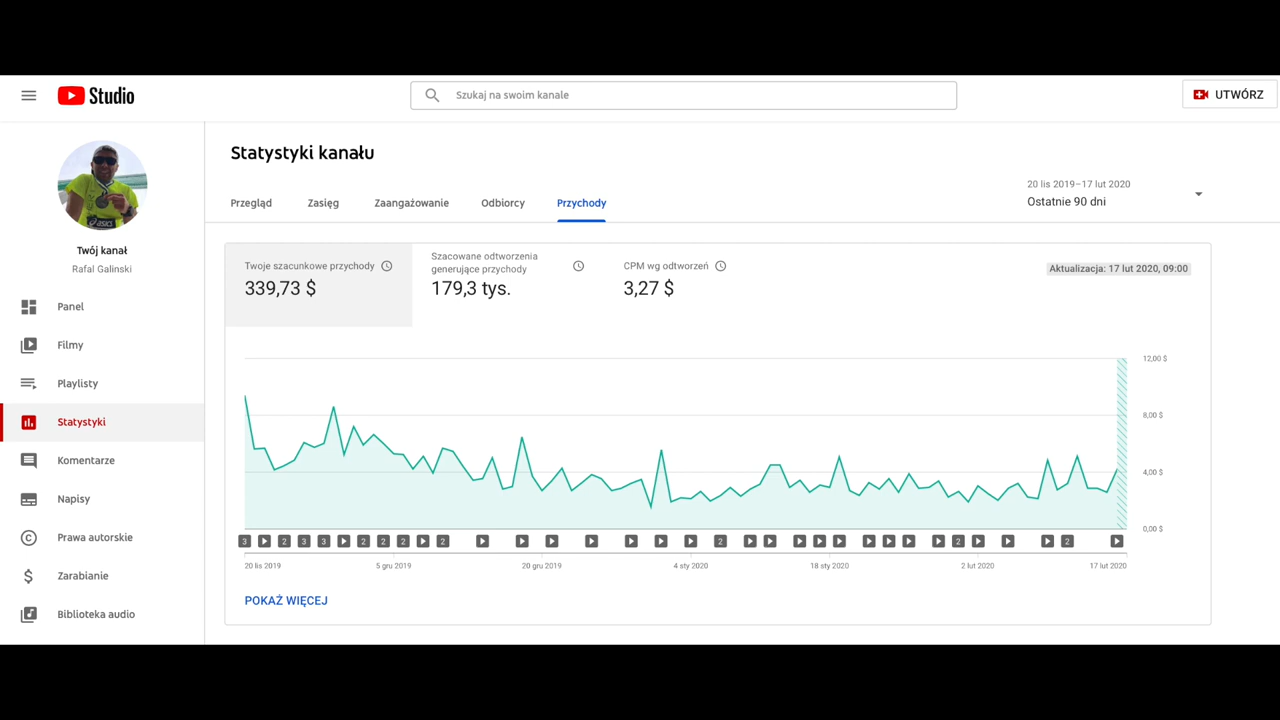 Studio
Szukaj na swoim kanale
UTWÓRZ
Twój kanał
Rafal Galinski
Panel
Filmy
Playlisty
Statystyki
Komentarze
Napisy
Prawa autorskie
Zarabianie
Biblioteka audio
Statystyki kanału
Przegląd Zasięg Zaangażowanie Odbiorcy Przychody
20 lis 2019–17 lut 2020
Ostatnie 90 dni
Twoje szacunkowe przychody
339,73 $
Szacowane odtworzenia
generujące przychody
179,3 tys.
CPM wg odtworzeń
3,27 $
Aktualizacja: 17 lut 2020, 09:00
12,00 $
8,00 $
4,00 $
0,00 $
3 2 3 3 2 2 2 2 2 2 2
20 lis 2019 5 gru 2019 20 gru 2019 4 sty 2020 18 sty 2020 2 lut 2020 17 lut 2020
POKAŻ WIĘCEJ